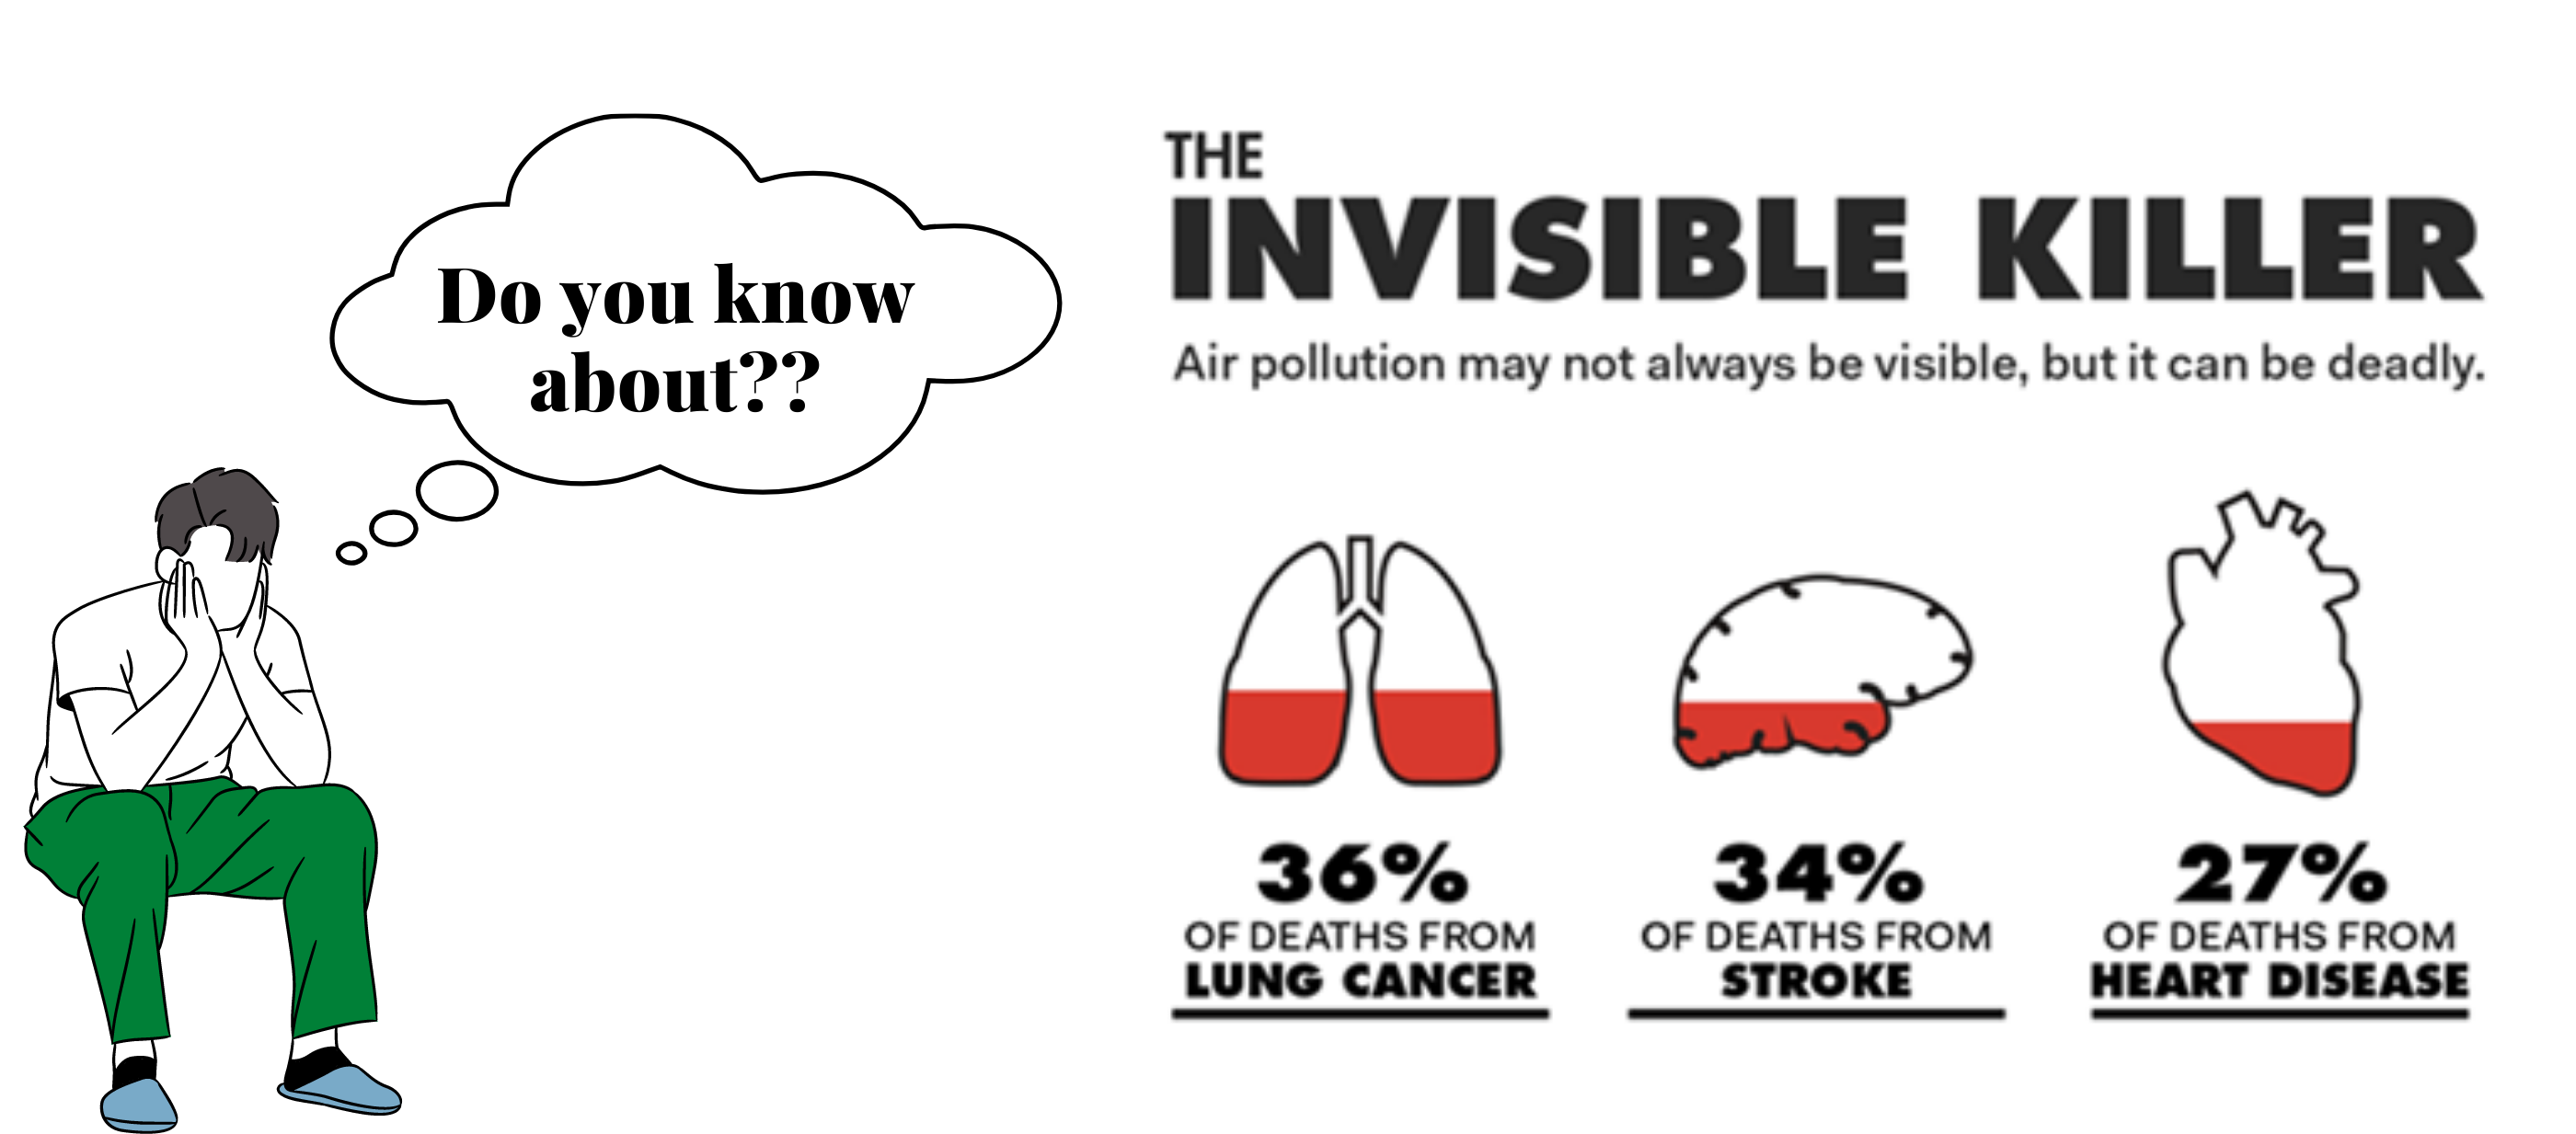 Do you know
about??
THE
INVISIBLE KILLER
Air pollution may not always be visible, but it can be deadly.
36%
OF DEATHS FROM
LUNG CANCER
34%
OF DEATHS FROM
STROKE
27%
OF DEATHS FROM
HEART DISEASE